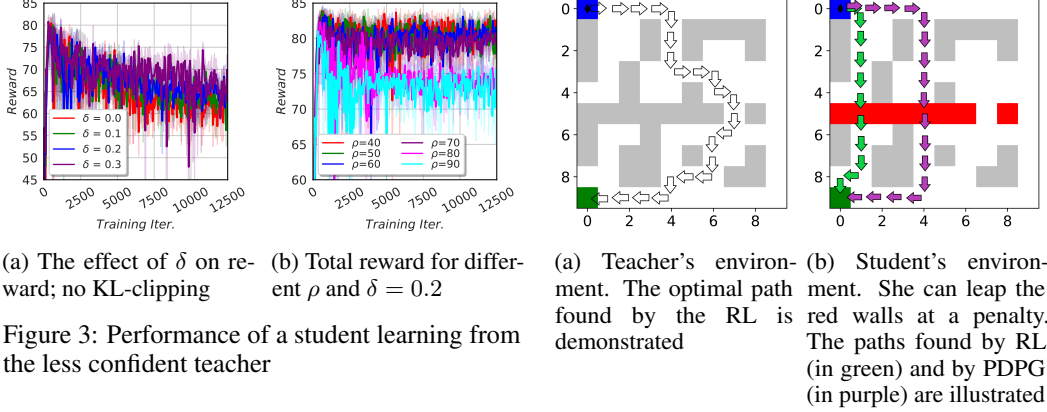 85
80
75
70
65
60
55
50
45
Reward
δ = 0.0
δ = 0.1
δ = 0.2
δ = 0.3
0 2500 5000 7500 10000 12500
Training Iter.
85
80
75
70
65
60
Reward
ρ=40 ρ=70
ρ=50 ρ=80
ρ=60 ρ=90
0 2500 5000 7500 10000 12500
Training Iter.
0
2
4
6
8
0 2 4 6 8
0
2
4
6
8
0 2 4 6 8
(a) The effect of δ on re-
ward; no KL-clipping
(b) Total reward for differ-
ent ρ and δ = 0.2
Figure 3: Performance of a student learning from
the less confident teacher
(a) Teacher's environ-
ment. The optimal path
found by the RL is
demonstrated
(b) Student's environ-
ment. She can leap the
red walls at a penalty.
The paths found by RL
(in green) and by PDPG
(in purple) are illustrated